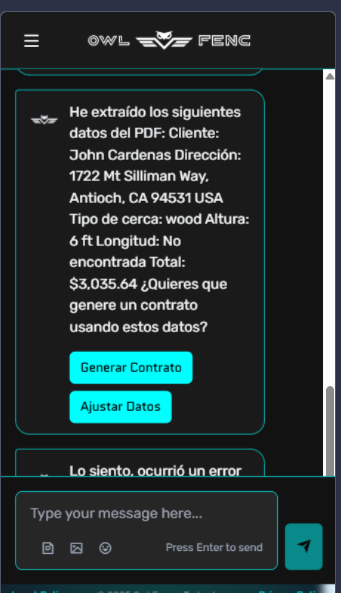 OWL FENC
He extraído los siguientes
datos del PDF: Cliente:
John Cardenas Dirección:
1722 Mt Silliman Way,
Antioch, CA 94531 USA
Tipo de cerca: wood Altura:
6 ft Longitud: No
encontrada Total:
$3,035.64 ¿Quieres que
genere un contrato
usando estos datos?
Generar Contrato
Ajustar Datos
Lo siento, ocurrió un error
Type your message here...
Press Enter to send